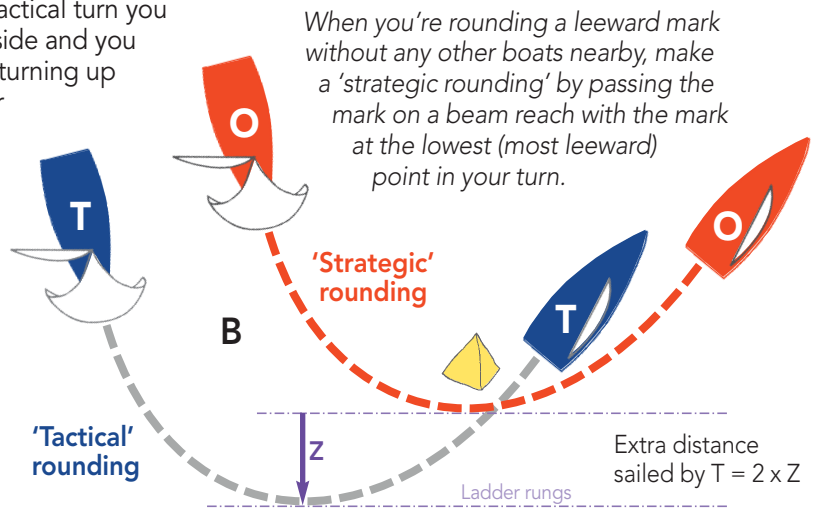 actical turn you
side and you
turning up
When you’re rounding a leeward mark
without any other boats nearby, make
a ‘strategic rounding’ by passing the
mark on a beam reach with the mark
at the lowest (most leeward)
point in your turn.
O
T
‘Strategic’
rounding
O
T
B
‘Tactical’
rounding
Z
Extra distance
sailed by T = 2 x Z
Ladder rungs